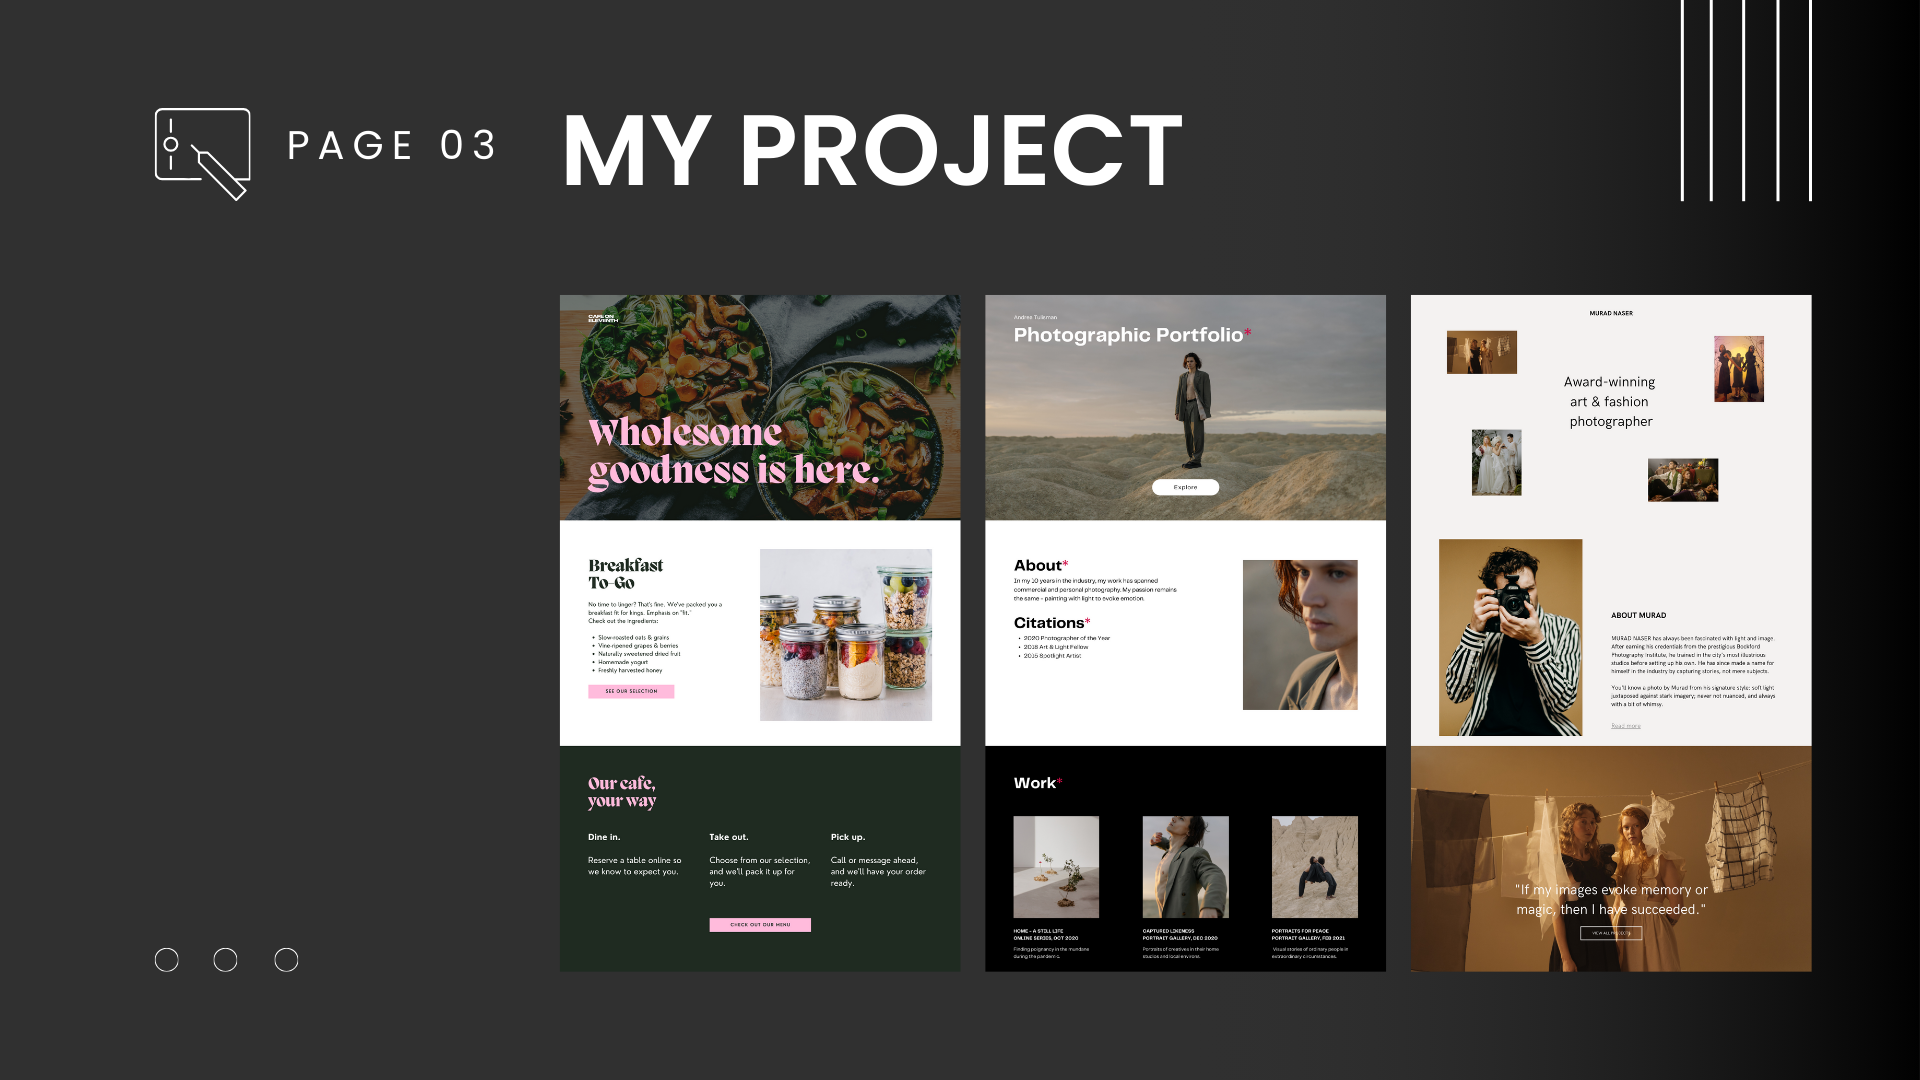 PAGE 03
MY PROJECT
CAFE ON
ELEVENTH
Wholesome
goodness is here.
Breakfast
To-Go
No time to linger? That's fine. We've packed you a
breakfast fit for kings. Emphasis on "fit."
Check out the ingredients:
• Slow-roasted oats & grains
• Vine-ripened grapes & berries
• Naturally sweetened dried fruit
• Homemade yogurt
• Freshly harvested honey
SEE OUR SELECTION
Our cafe,
your way
Dine in.
Reserve a table online so
we know to expect you.
Take out.
Choose from our selection,
and we'll pack it up for
you.
Pick up.
Call or message ahead,
and we'll have your order
ready.
CHECK OUT OUR MENU
Photographic Portfolio*
Explore
About*
In my 10 years in the industry, my work has spanned
commercial and personal photography. My passion remains
the same - painting with light to evoke emotion.
Citations*
• 2020 Photographer of the Year
• 2018 Art & Light Fellow
• 2015 Spotlight Artist
Work*
HOME - A STILL LIFE
ONLINE SERIES, OCT 2020
Finding poignancy in the mundane
during the pandemic.
CAPTURED LIKENESS
PORTRAIT GALLERY, DEC 2020
Portraits of creatives in their home
studios and local environs.
PORTRAITS FOR PEACE
PORTRAIT GALLERY, FEB 2021
Visual stories of ordinary people in
extraordinary circumstances.
MURAD NASER
Award-winning
art & fashion
photographer
ABOUT MURAD
MURAD NASER has always been fascinated with light and image.
After earning his credentials from the prestigious Bockford
Photography Institute, he trained in the city's most illustrious
studios before setting up his own. He has since made a name for
himself in the industry by capturing stories, not mere subjects.
You'll know a photo by Murad from his signature style: soft light
juxtaposed against stark imagery; never not nuanced, and always
with a bit of whimsy.
Read more
"If my images evoke memory or
magic, then I have succeeded."
VIEW ALL PROJECTS